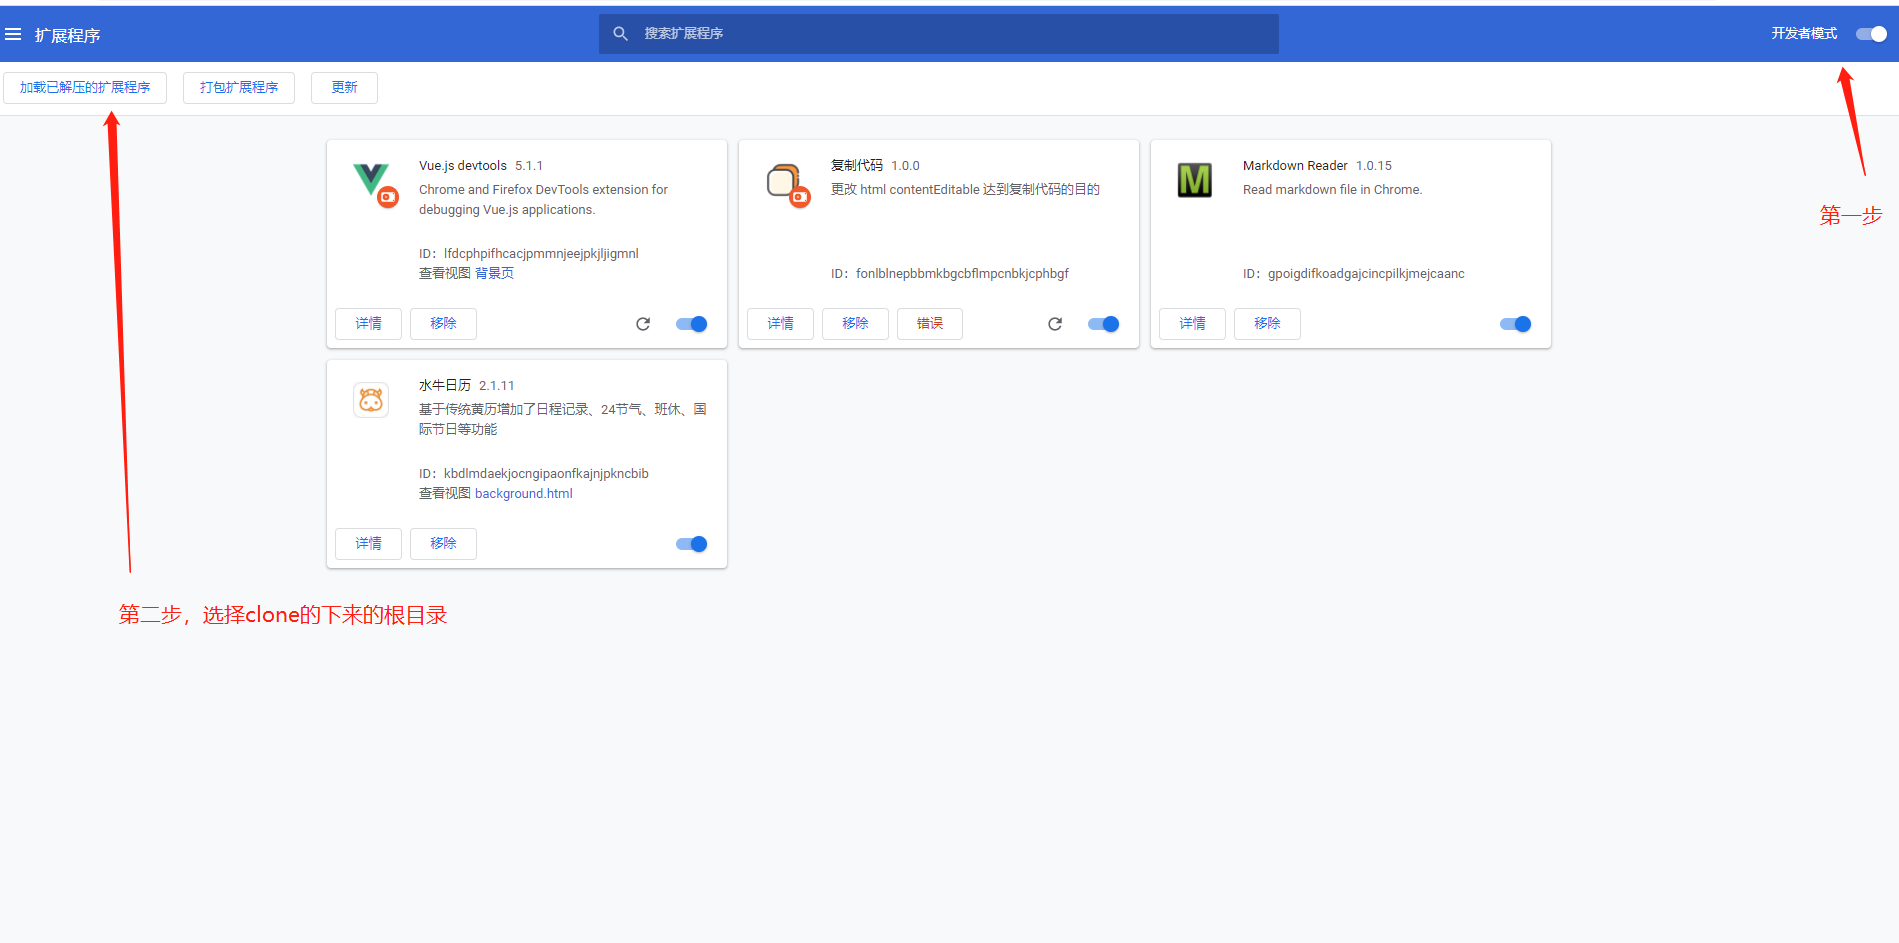 扩展程序
搜索扩展程序
开发者模式
加载已解压的扩展程序
打包扩展程序
更新
Vue.js devtools 5.1.1
Chrome and Firefox DevTools extension for
debugging Vue.js applications.
ID：lfdcphpifhcacjpmmnjeejpkjljigmnl
查看视图 背景页
详情
移除
复制代码 1.0.0
更改 html contentEditable 达到复制代码的目的
ID：fonlblnepbbmkbgcbflmpcnbkjcphbgf
详情
移除
错误
M
Markdown Reader 1.0.15
Read markdown file in Chrome.
ID：gpoigdifkoadgajcincpilkjmejcaanc
详情
移除
第一步
水牛日历 2.1.11
基于传统黄历增加了日程记录、24节气、班休、国
际节日等功能
ID：kbdlmdaekjocngipaonfkajnjpkncbib
查看视图 background.html
详情
移除
第二步，选择clone的下来的根目录